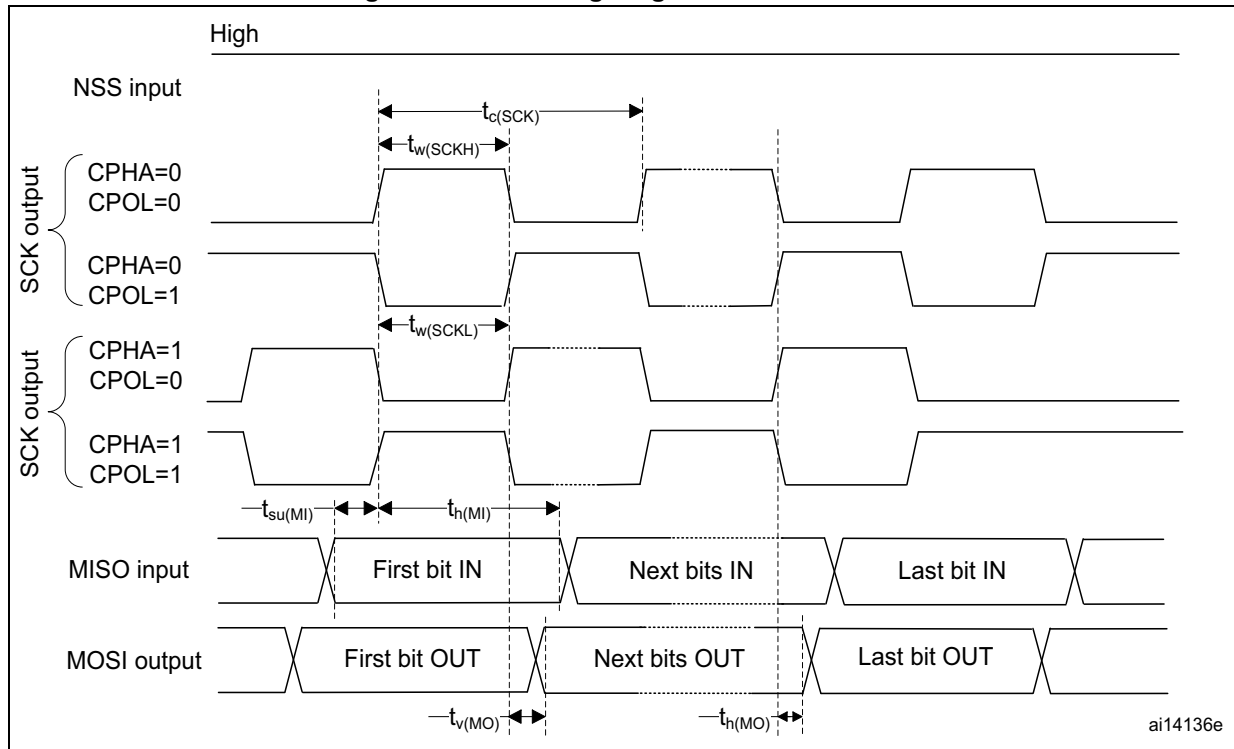 High
NSS input
tc(SCK)
tw(SCKH)
SCK output
CPHA=0
CPOL=0
CPHA=0
CPOL=1
tw(SCKL)
SCK output
CPHA=1
CPOL=0
CPHA=1
CPOL=1
tsu(MI)
th(MI)
MISO input
First bit IN
Next bits IN
Last bit IN
MOSI output
First bit OUT
Next bits OUT
Last bit OUT
tv(MO)
th(MO)
ai14136e